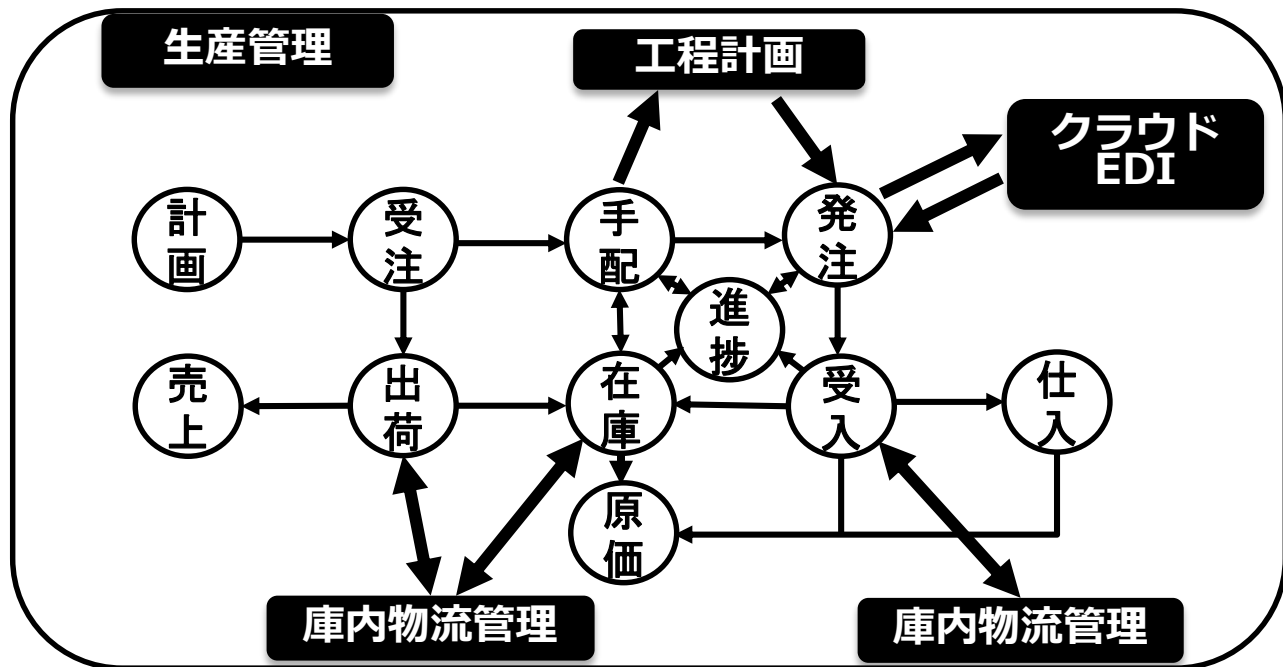 生産管理
工程計画
クラウド
EDI
計
画
受
注
手
配
発
注
進
捗
売
上
出
荷
在
庫
受
入
仕
入
原
価
庫内物流管理
庫内物流管理